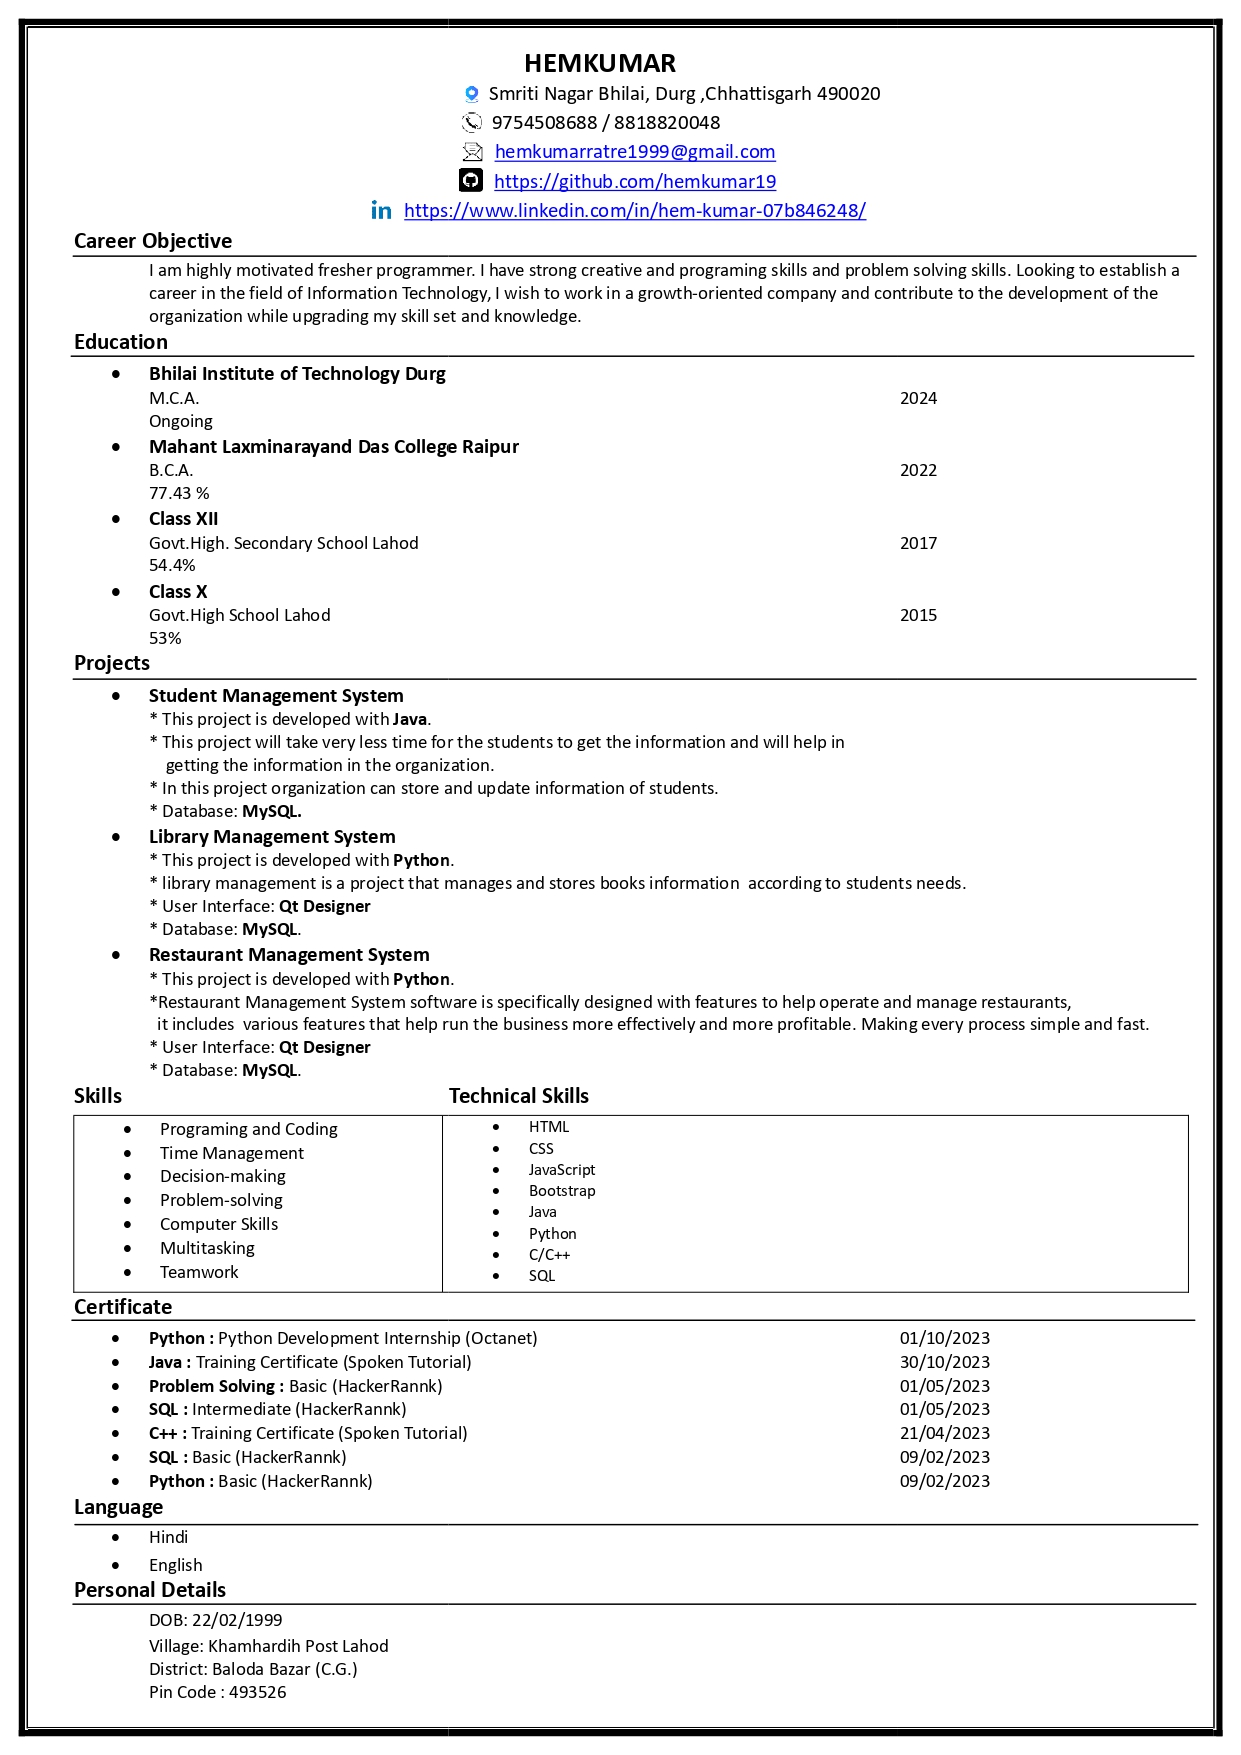 HEMKUMAR
Smriti Nagar Bhilai, Durg ,Chhattisgarh 490020
9754508688 / 8818820048
hemkumarratre1999@gmail.com
https://github.com/hemkumar19
in https://www.linkedin.com/in/hem-kumar-07b846248/
Career Objective
I am highly motivated fresher programmer. I have strong creative and programing skills and problem solving skills. Looking to establish a
career in the field of Information Technology, I wish to work in a growth-oriented company and contribute to the development of the
organization while upgrading my skill set and knowledge.
Education
• Bhilai Institute of Technology Durg
M.C.A. 2024
Ongoing
• Mahant Laxminarayand Das College Raipur
B.C.A. 2022
77.43 %
• Class XII
Govt.High. Secondary School Lahod 2017
54.4%
• Class X
Govt.High School Lahod 2015
53%
Projects
• Student Management System
* This project is developed with Java.
* This project will take very less time for the students to get the information and will help in
getting the information in the organization.
* In this project organization can store and update information of students.
* Database: MySQL.
• Library Management System
* This project is developed with Python.
* library management is a project that manages and stores books information  according to students needs.
* User Interface: Qt Designer
* Database: MySQL.
• Restaurant Management System
* This project is developed with Python.
*Restaurant Management System software is specifically designed with features to help operate and manage restaurants,
it includes  various features that help run the business more effectively and more profitable. Making every process simple and fast.
* User Interface: Qt Designer
* Database: MySQL.
Skills
• Programing and Coding
• Time Management
• Decision-making
• Problem-solving
• Computer Skills
• Multitasking
• Teamwork
Technical Skills
• HTML
• CSS
• JavaScript
• Bootstrap
• Java
• Python
• C/C++
• SQL
Certificate
• Python : Python Development Internship (Octanet) 01/10/2023
• Java : Training Certificate (Spoken Tutorial) 30/10/2023
• Problem Solving : Basic (HackerRannk) 01/05/2023
• SQL : Intermediate (HackerRannk) 01/05/2023
• C++ : Training Certificate (Spoken Tutorial) 21/04/2023
• SQL : Basic (HackerRannk) 09/02/2023
• Python : Basic (HackerRannk) 09/02/2023
Language
• Hindi
• English
Personal Details
DOB: 22/02/1999
Village: Khamhardih Post Lahod
District: Baloda Bazar (C.G.)
Pin Code : 493526